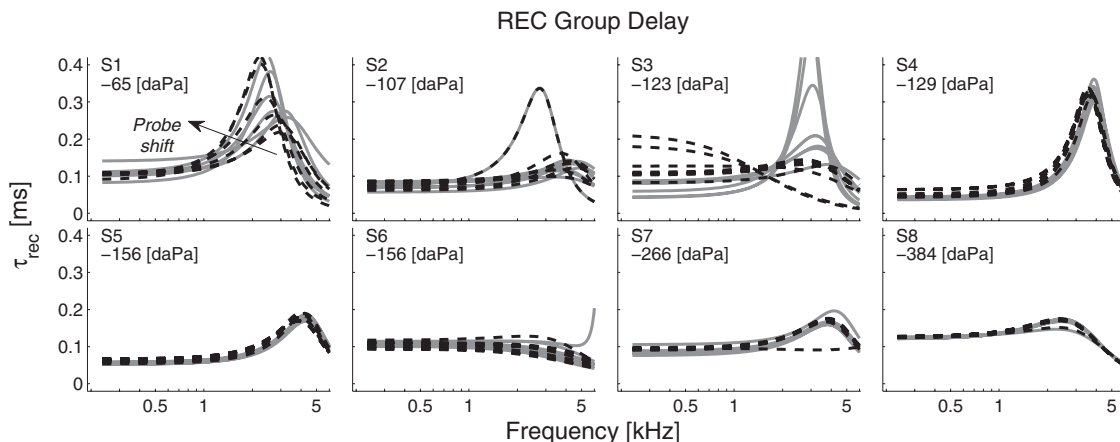 REC Group Delay
S1
−65 [daPa]
Probe
shift
S2
−107 [daPa]
S3
−123 [daPa]
S4
−129 [daPa]
0.4
0.3
0.2
0.1
0
S5
−156 [daPa]
S6
−156 [daPa]
S7
−266 [daPa]
S8
−384 [daPa]
0.4
0.3
0.2
0.1
0
τrec [ms]
0.5 1 5
0.5 1 5
0.5 1 5
0.5 1 5
Frequency [kHz]